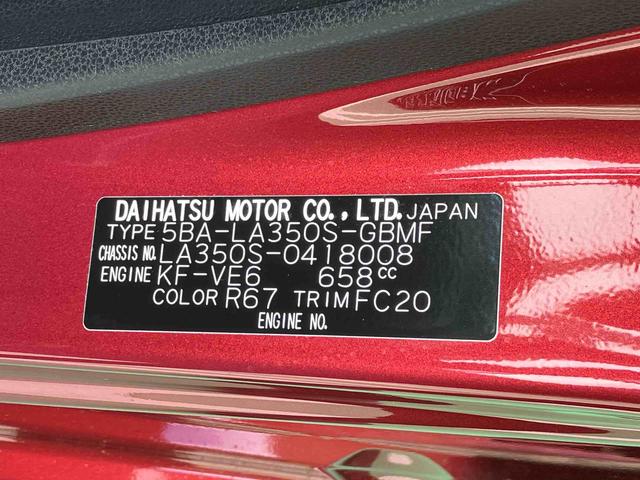 DAIHATSU MOTOR CO.,LTD. JAPAN
TYPE 5BA-LA350S-GBMF
CHASSIS NO. LA350S-0418008
ENGINE KF-VE6 658cc
COLOR R67 TRIM FC20
ENGINE NO.